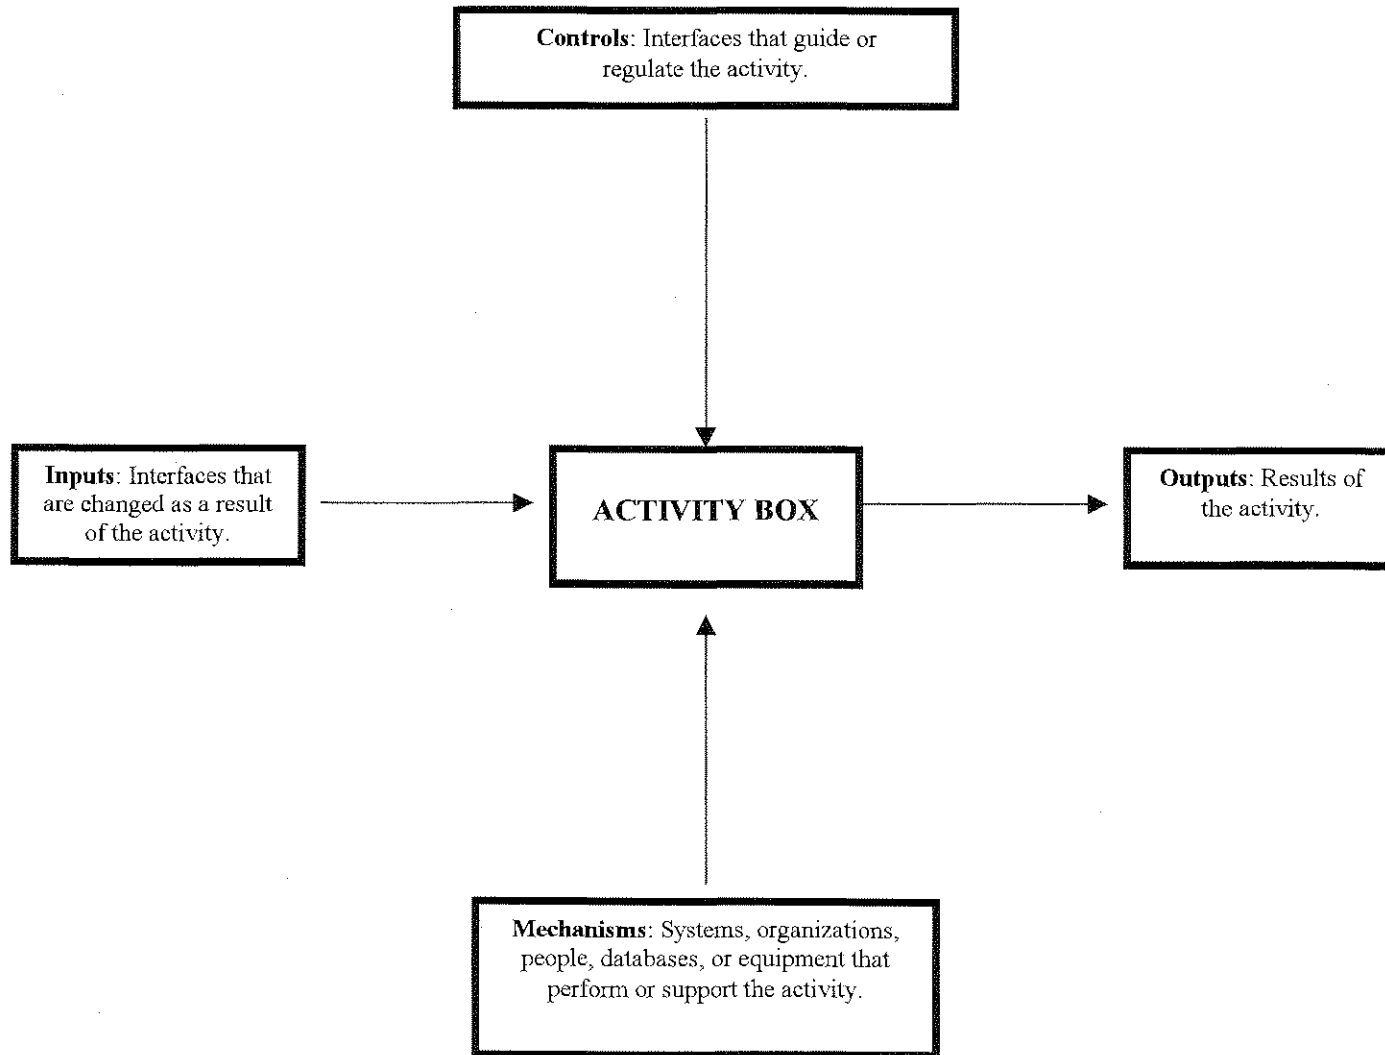 Controls: Interfaces that guide or
regulate the activity.
Inputs: Interfaces that
are changed as a result
of the activity.
ACTIVITY BOX
Outputs: Results of
the activity.
Mechanisms: Systems, organizations,
people, databases, or equipment that
perform or support the activity.